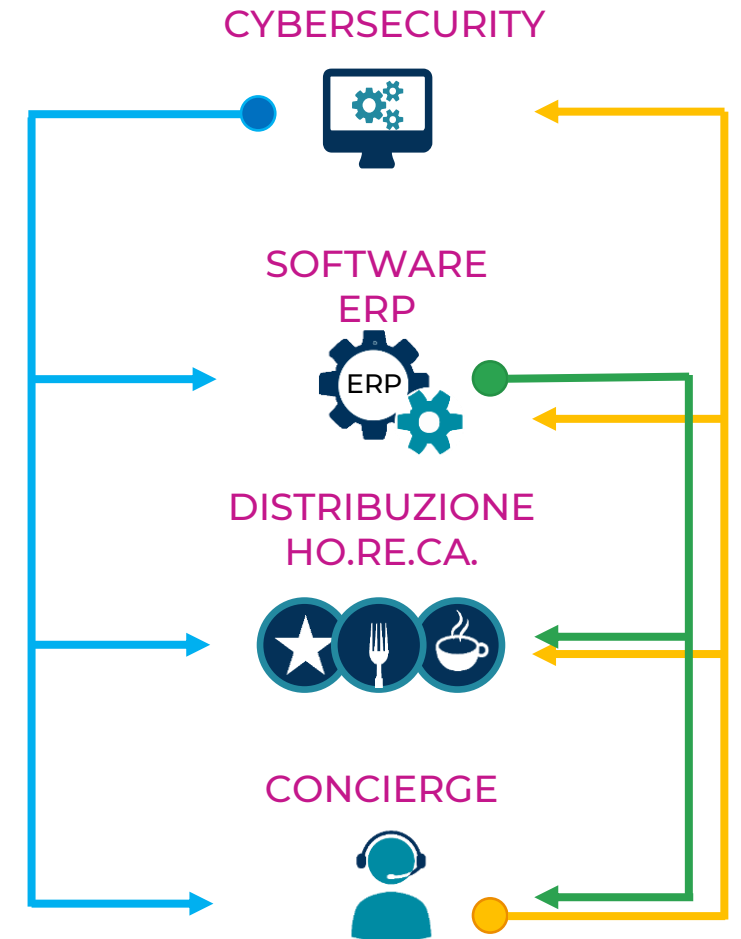 CYBERSECURITY
SOFTWARE
ERP
ERP
DISTRIBUZIONE
HO.RE.CA.
CONCIERGE